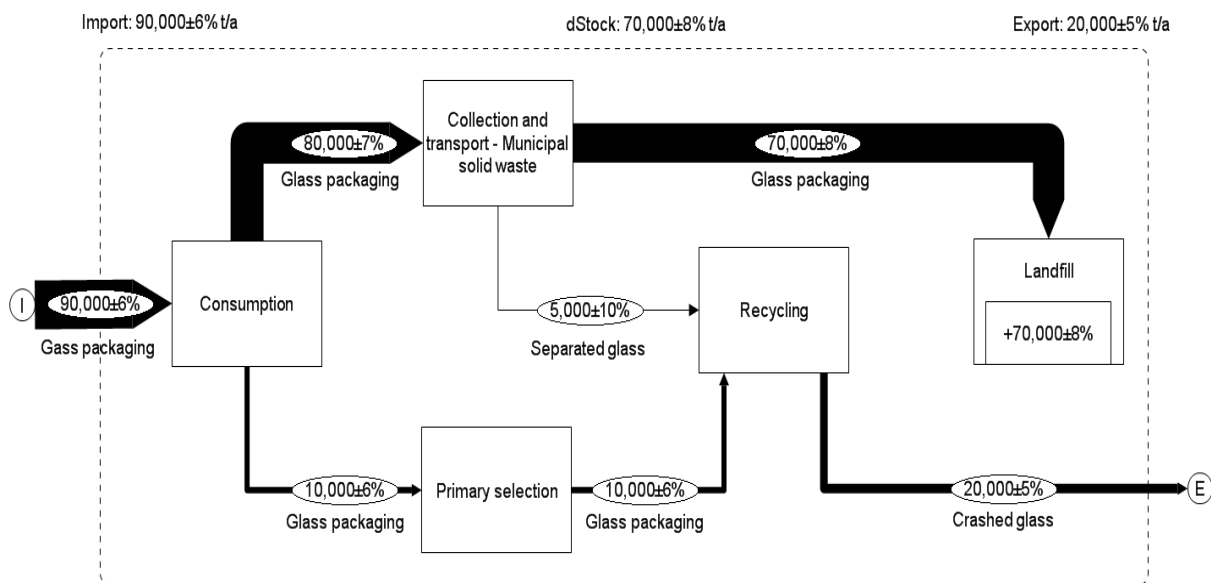 Import: 90,000±6% t/a
dStock: 70,000±8% t/a
Export: 20,000±5% t/a
80,000±7%
Glass packaging
Collection and
transport - Municipal
solid waste
70,000±8%
Glass packaging
I
90,000±6%
Gass packaging
Consumption
5,000±10%
Separated glass
Recycling
Landfill
+70,000±8%
10,000±6%
Glass packaging
Primary selection
10,000±6%
Glass packaging
20,000±5%
Crashed glass
E